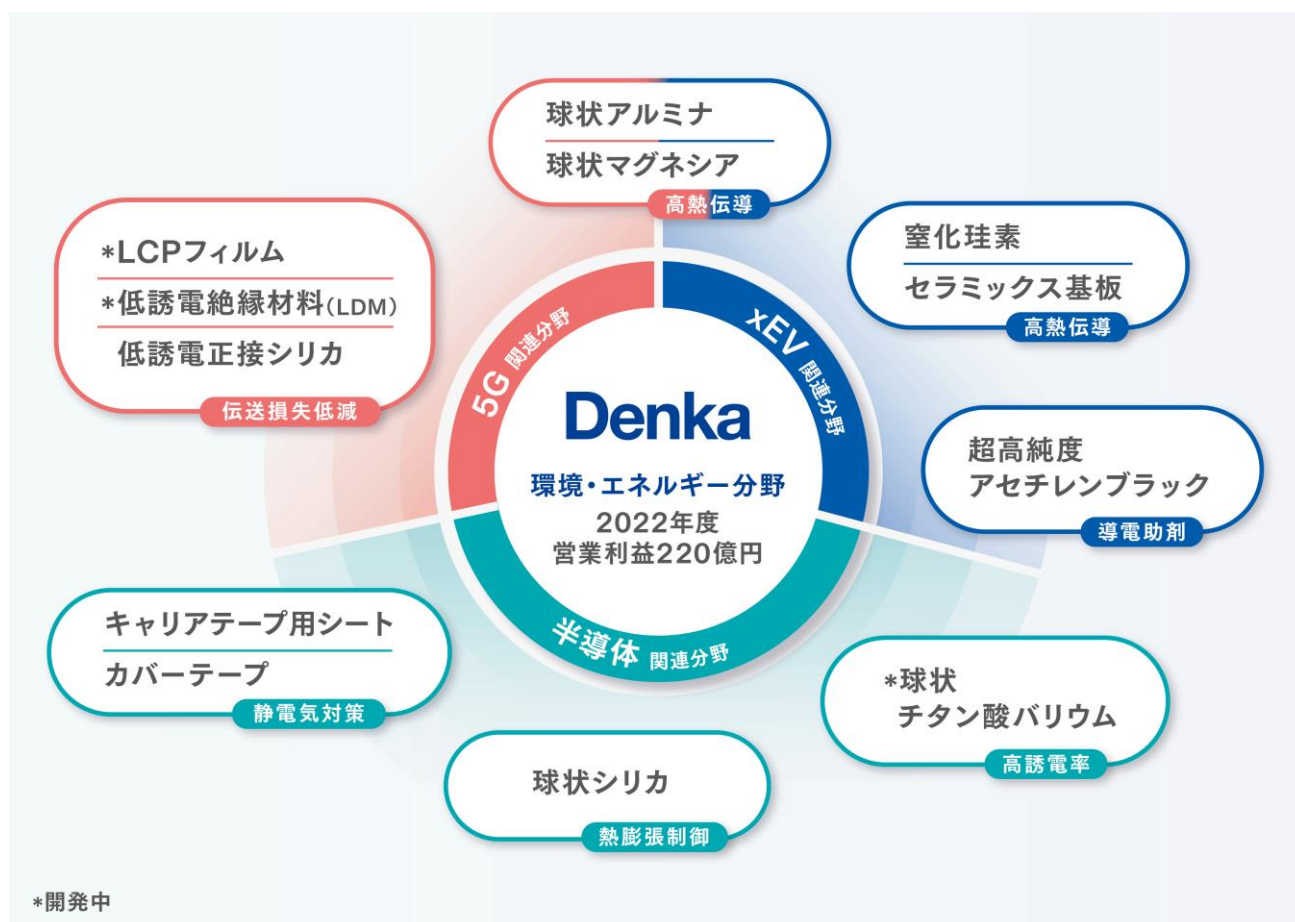 球状アルミナ
球状マグネシア
高熱伝導
*LCPフィルム
*低誘電絶縁材料(LDM)
低誘電正接シリカ
伝送損失低減
窒化珪素
セラミックス基板
高熱伝導
5G 関連分野
xEV 関連分野
Denka
環境・エネルギー分野
2022年度
営業利益220億円
超高純度
アセチレンブラック
導電助剤
半導体 関連分野
キャリアテープ用シート
カバーテープ
静電気対策
*球状
チタン酸バリウム
高誘電率
球状シリカ
熱膨張制御
*開発中